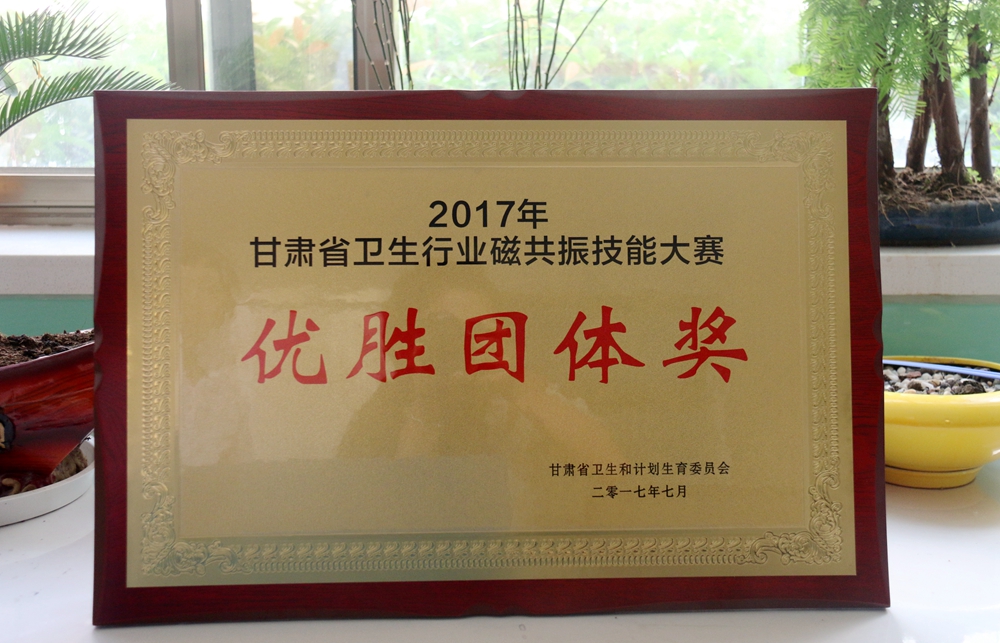 2017年
甘肃省卫生行业磁共振技能大赛
优胜团体奖
甘肃省卫生和计划生育委员会
二零一七年七月